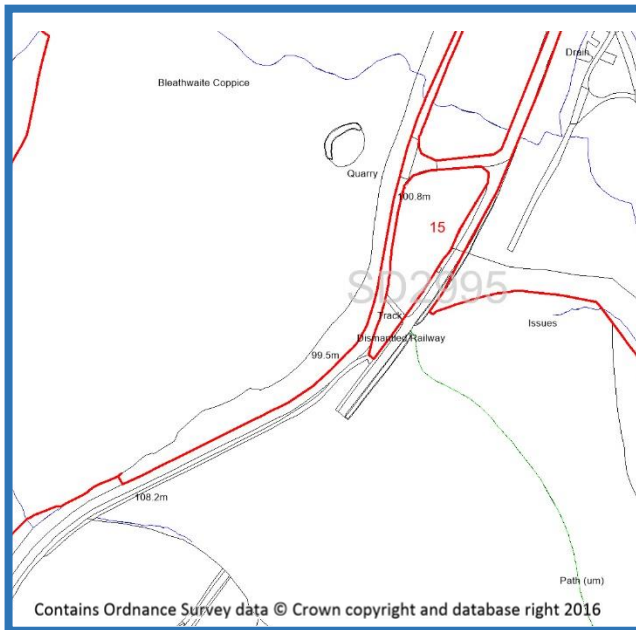 Drain
Bleathwaite Coppice
Quarry
100.8m
15
SD2995
Track
Issues
Dismantled Railway
99.5m
108.2m
Path (um)
Contains Ordnance Survey data © Crown copyright and database right 2016